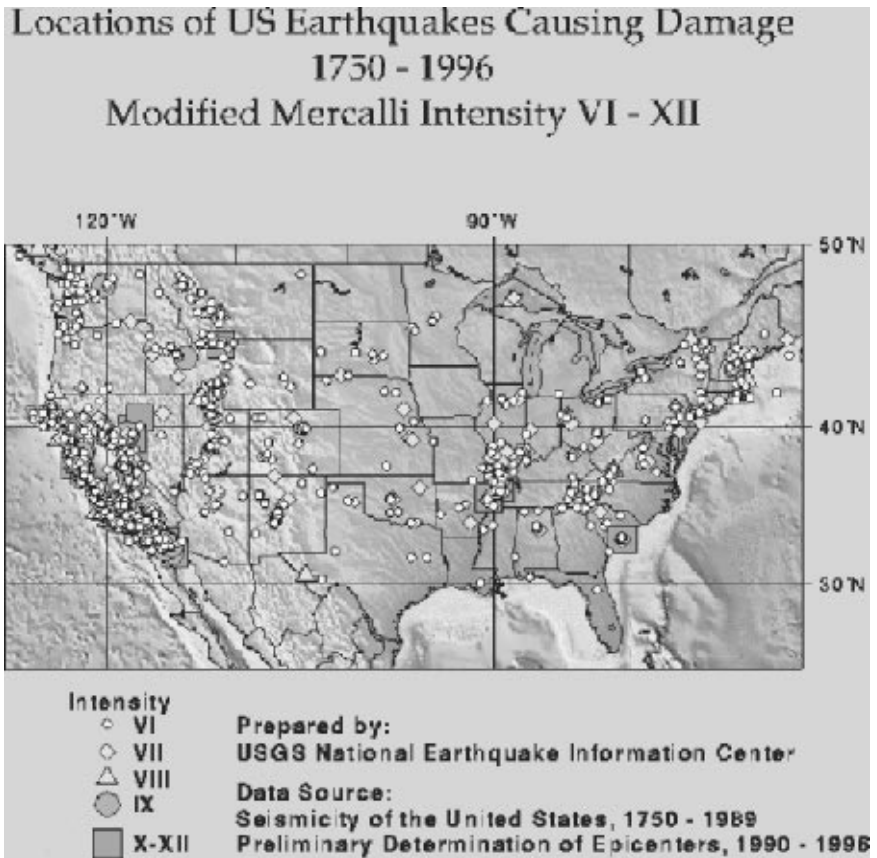 Locations of US Earthquakes Causing Damage
1750 - 1996
Modified Mercalli Intensity VI - XII
120°W 90°W
50°N
40°N
30°N
Intensity
VI
VII
VIII
IX
X-XII
Prepared by:
USGS National Earthquake Information Center
Data Source:
Seismicity of the United States, 1750 - 1989
Preliminary Determination of Epicenters, 1990 - 1996